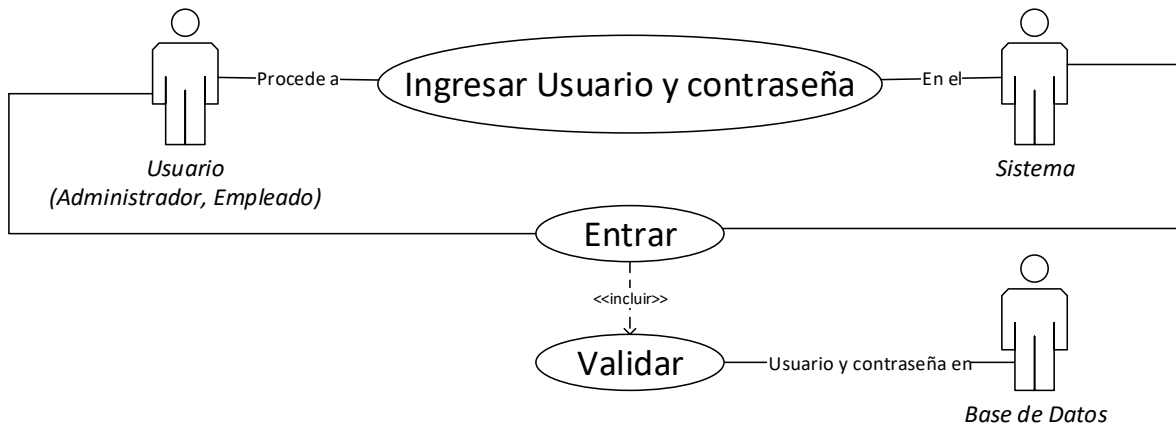 Procede a
Ingresar Usuario y contraseña
En el
Usuario
(Administrador, Empleado)
Sistema
Entrar
<<incluir>>
Validar
Usuario y contraseña en
Base de Datos